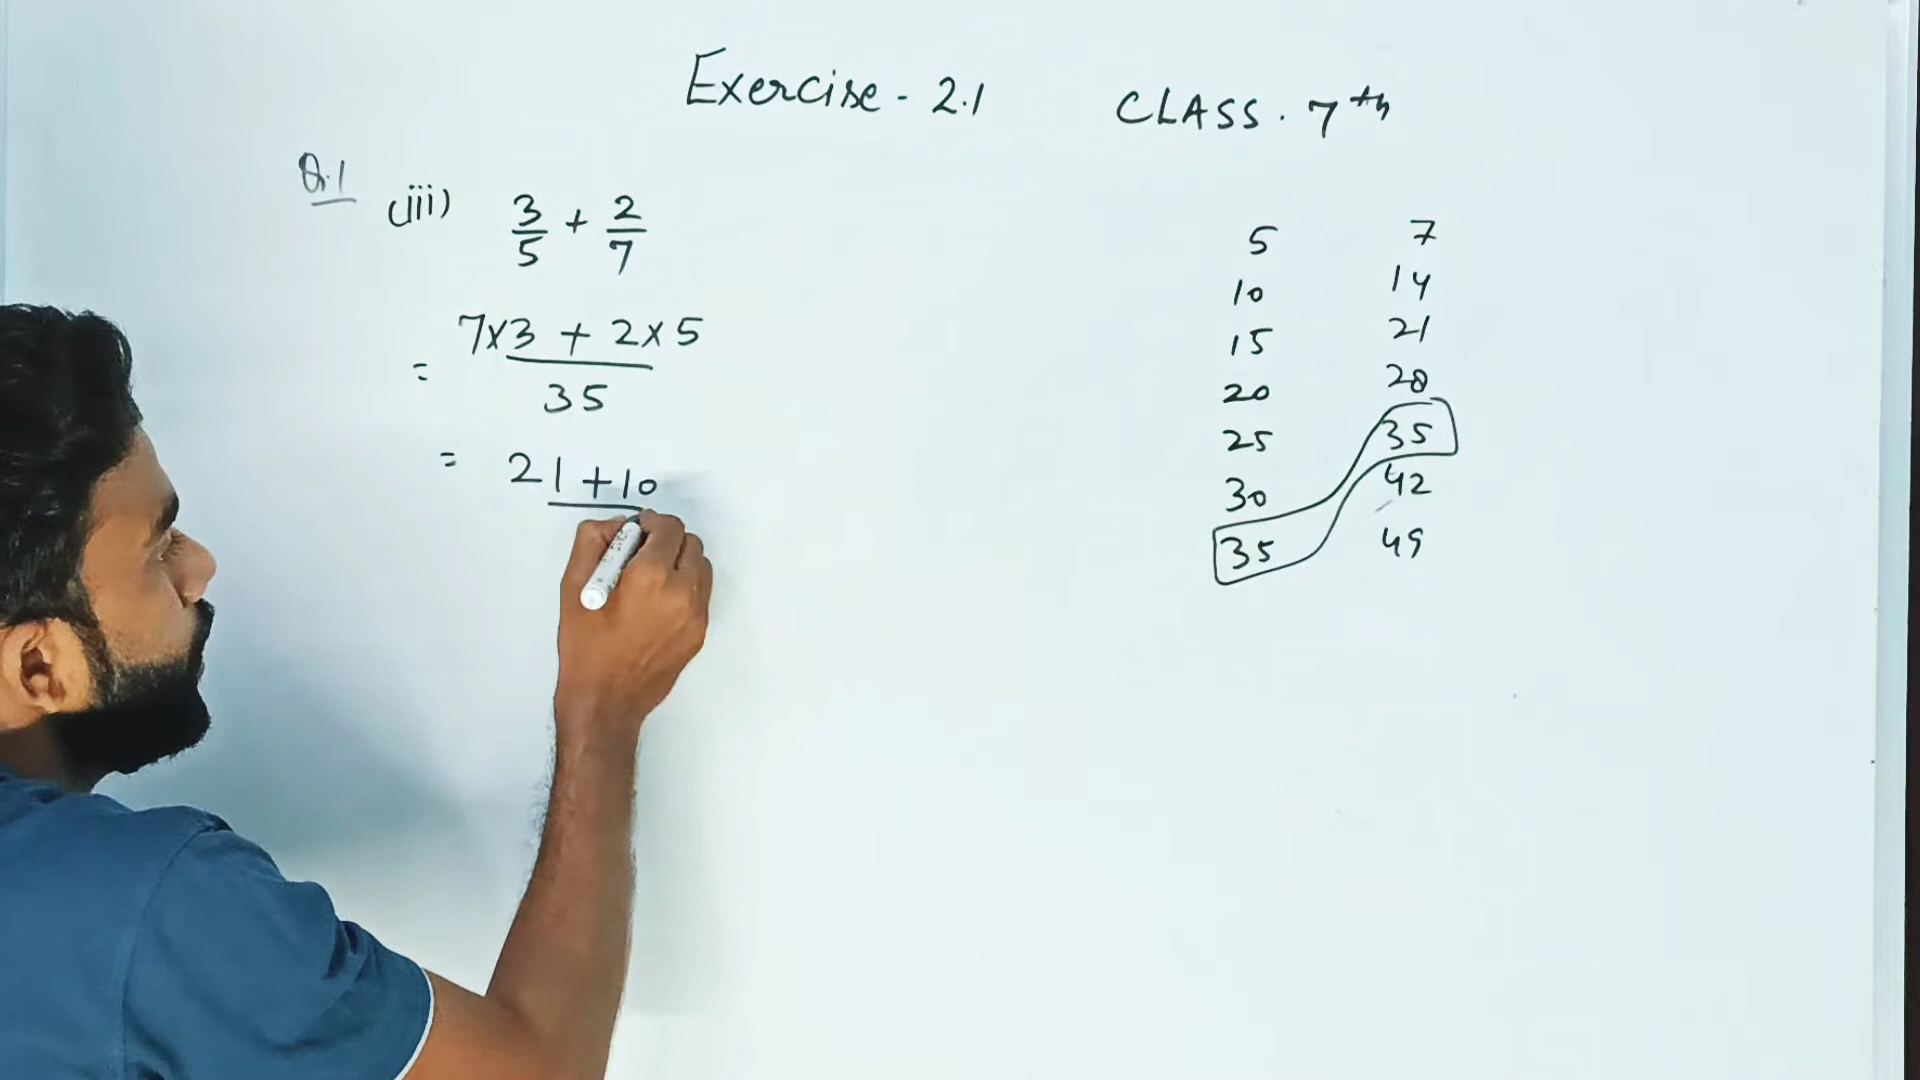 Exercise - 2.1 CLASS. 7th
Q.1 (iii) 3/5 + 2/7
= 7x3 + 2x5 / 35
= 21 + 10
5 7
10 14
15 21
20 28
25 35
30 42
35 49